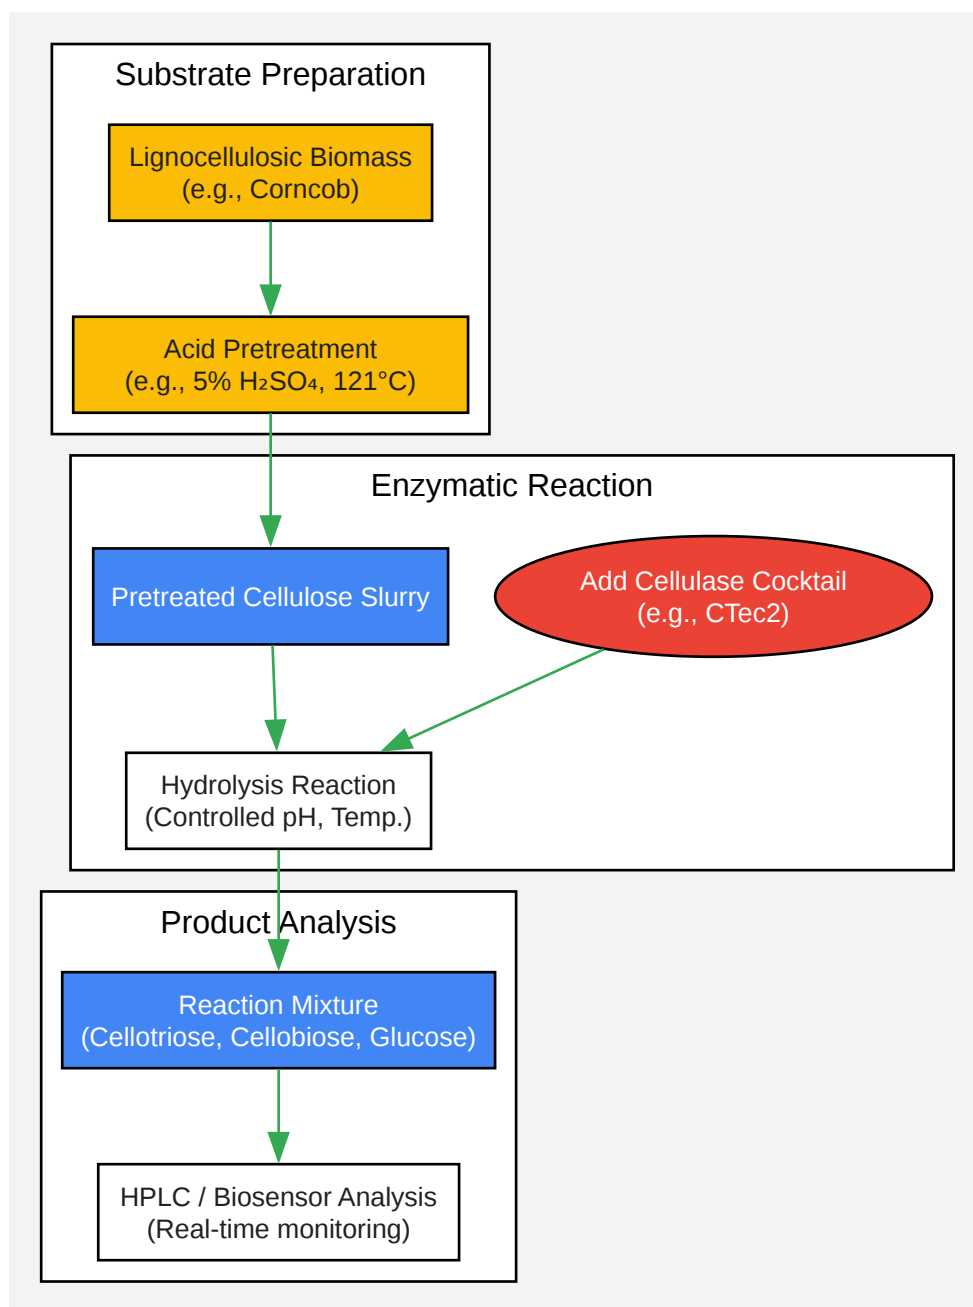 Substrate Preparation
Lignocellulosic Biomass
(e.g., Corncob)
Acid Pretreatment
(e.g., 5% H₂SO₄, 121°C)
Enzymatic Reaction
Pretreated Cellulose Slurry
Add Cellulase Cocktail
(e.g., CTec2)
Hydrolysis Reaction
(Controlled pH, Temp.)
Product Analysis
Reaction Mixture
(Cellotriose, Cellobiose, Glucose)
HPLC / Biosensor Analysis
(Real-time monitoring)